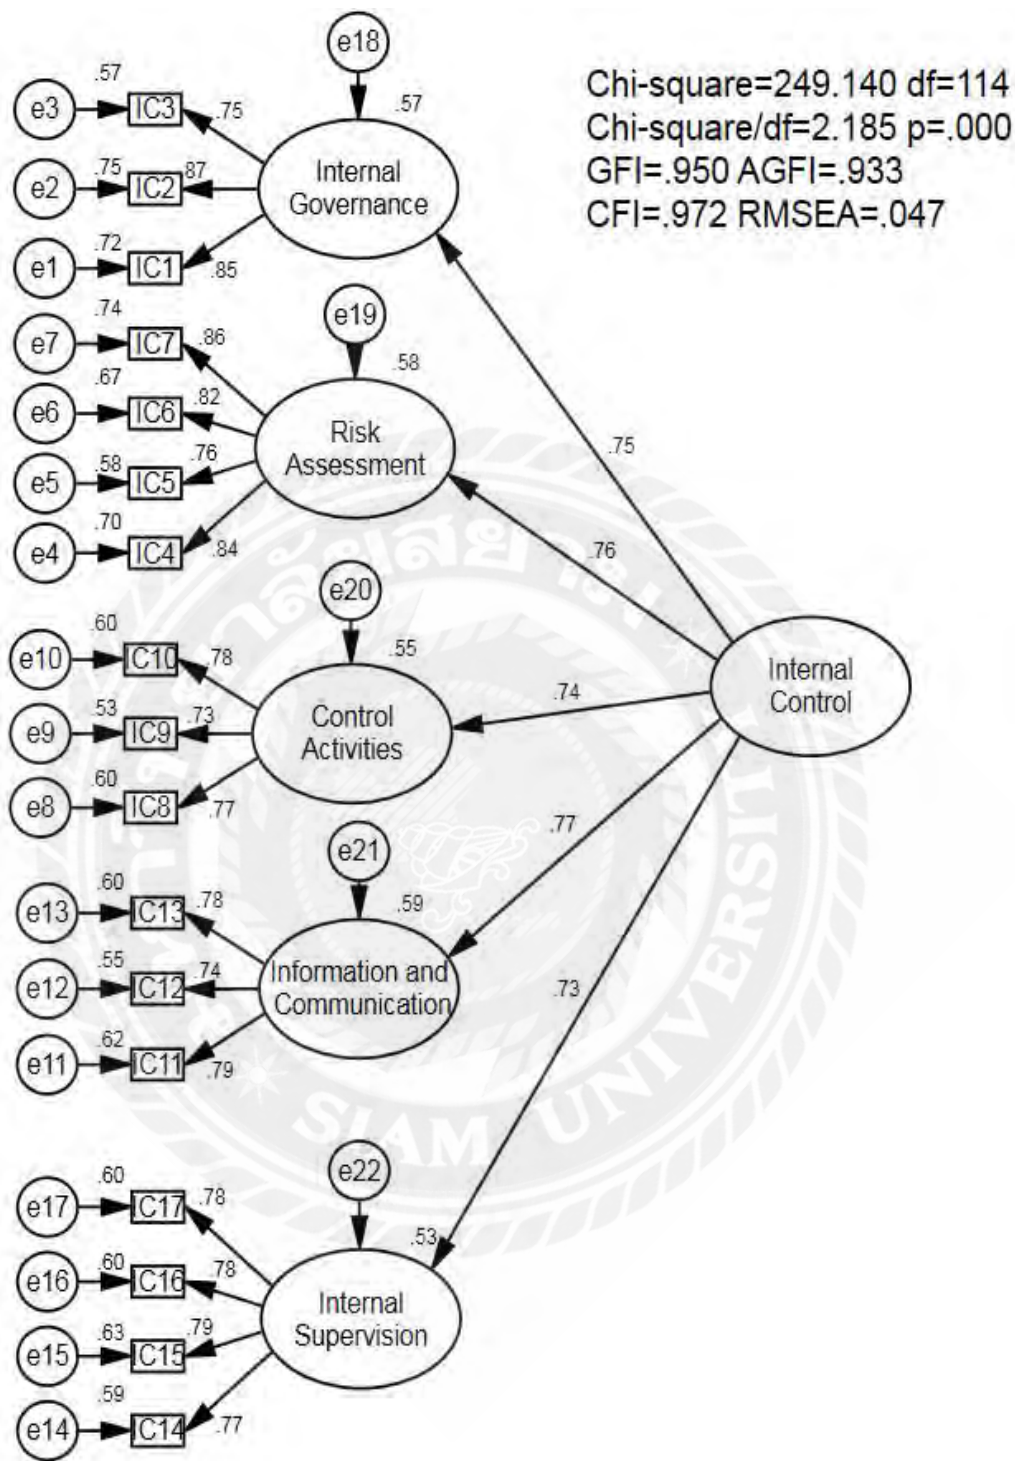 e18
.57
Chi-square=249.140 df=114
Chi-square/df=2.185 p=.000
GFI=.950 AGFI=.933
CFI=.972 RMSEA=.047
.57
e3
IC3
.75
Internal
Governance
.75
e2
IC2
.87
.72
e1
IC1
.85
e19
.58
.74
e7
IC7
.86
.67
e6
IC6
.82
Risk
Assessment
.58
e5
IC5
.76
.70
e4
IC4
.84
.75
.76
e20
.55
.60
e10
IC10
.78
Control
Activities
.53
e9
IC9
.73
.60
e8
IC8
.77
.74
Internal
Control
.77
e21
.59
.60
e13
IC13
.78
Information and
Communication
.55
e12
IC12
.74
.62
e11
IC11
.79
.73
SIAM UNIVERSITY
e22
.53
.60
e17
IC17
.78
.60
e16
IC16
.78
Internal
Supervision
.63
e15
IC15
.79
.59
e14
IC14
.77